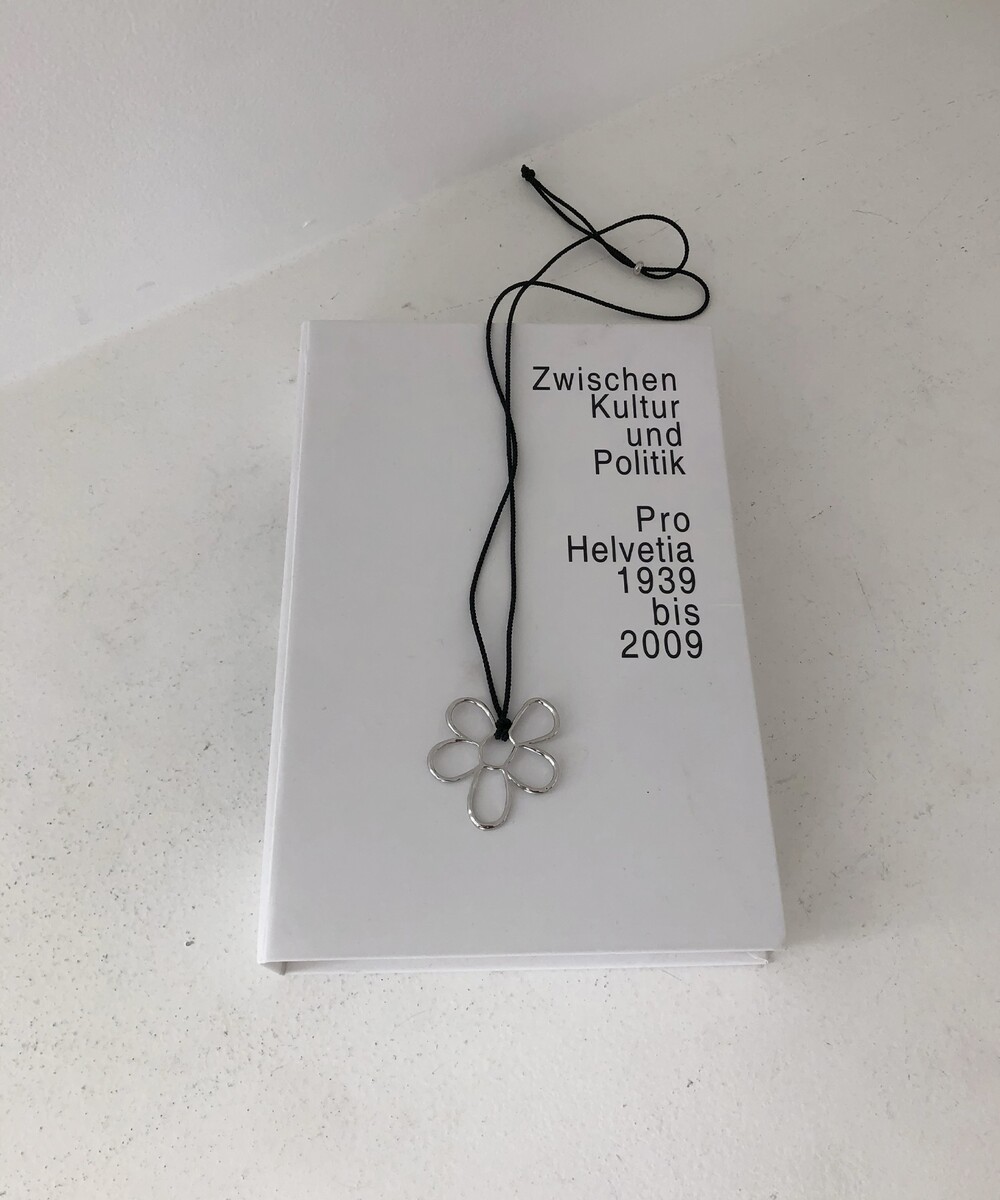 Zwischen
Kultur
und
Politik
Pro
Helvetia
1939
bis
2009